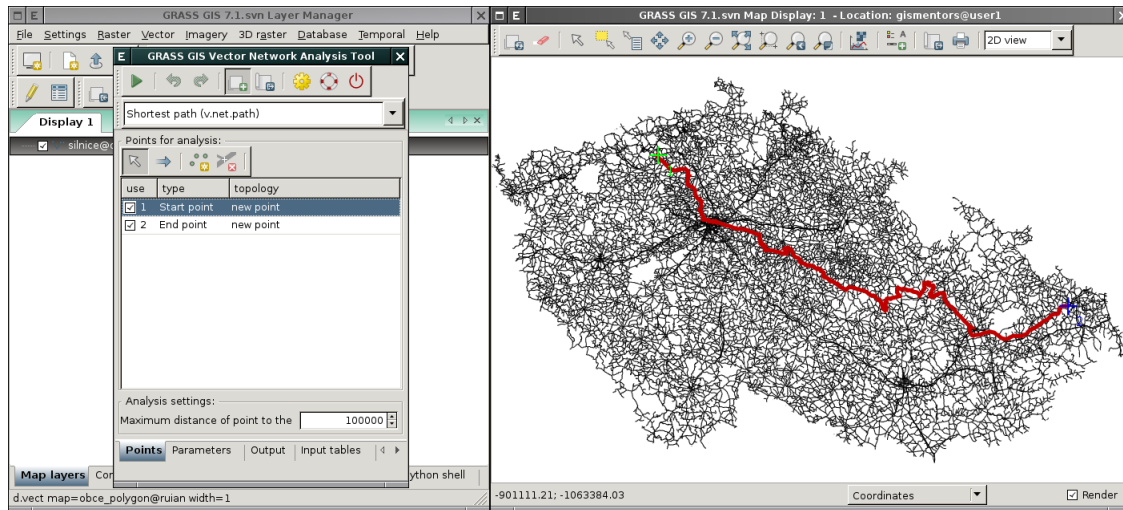 GRASS GIS 7.1.svn Layer Manager
File Settings Raster Vector Imagery 3D raster Database Temporal Help
GRASS GIS Vector Network Analysis Tool
Shortest path (v.net.path)
Display 1
silnice@
Points for analysis:
use type topology
1 Start point new point
2 End point new point
Analysis settings:
Maximum distance of point to the 100000
Points Parameters Output Input tables
Map layers Con ython shell
d.vect map=obce_polygon@ruian width=1
GRASS GIS 7.1.svn Map Display: 1 - Location: gismentors@user1
2D view
-901111.21; -1063384.03 Coordinates Render